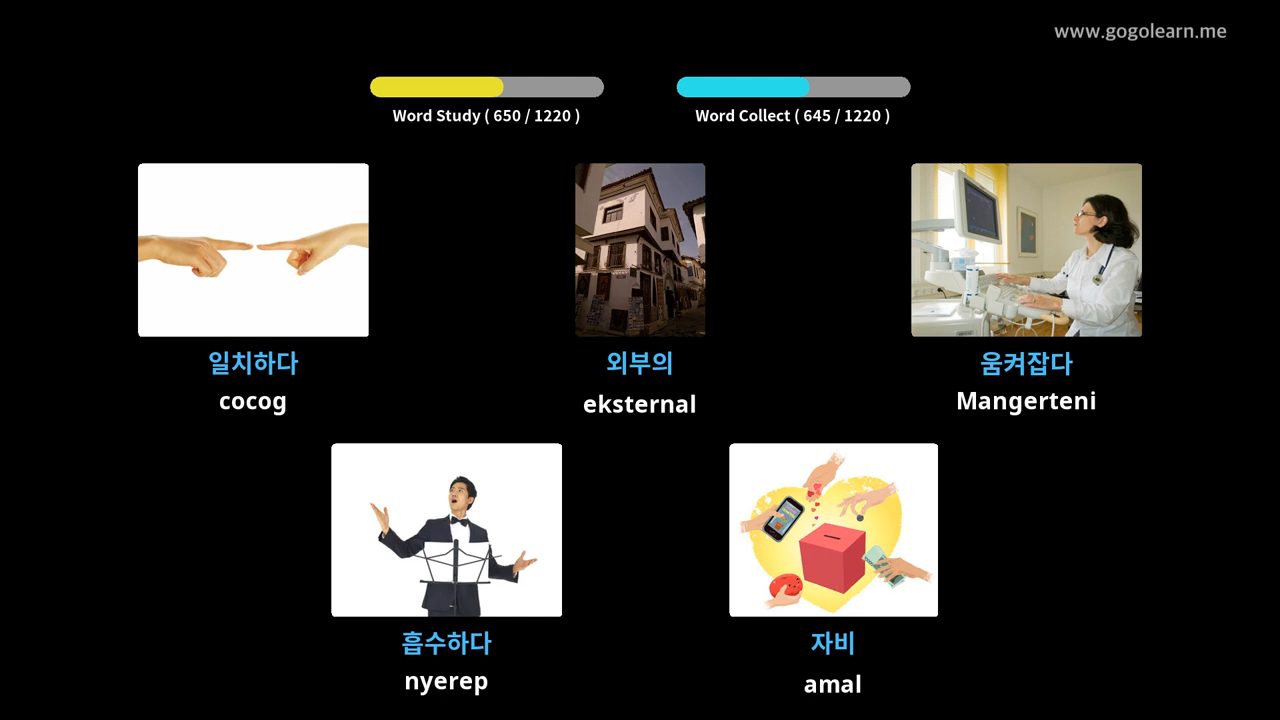 www.gogolearn.me
Word Study ( 650 / 1220 )
Word Collect ( 645 / 1220 )
일치하다
cocog
외부의
eksternal
움켜잡다
Mangerteni
흡수하다
nyerep
자비
amal